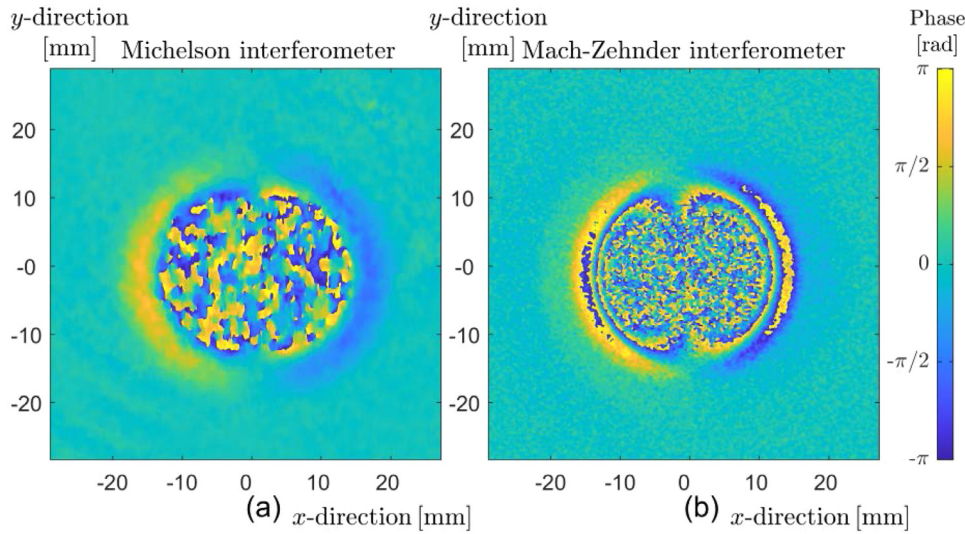 y-direction
[mm]
Michelson interferometer
20
10
-0
-10
-20
-20
-10
0
10
20
(a)
x-direction [mm]
y-direction
[mm]
Mach-Zehnder interferometer
20
10
-0
-10
-20
-20
-10
0
10
20
(b)
x-direction [mm]
Phase
[rad]
π
π/2
0
-π/2
-π